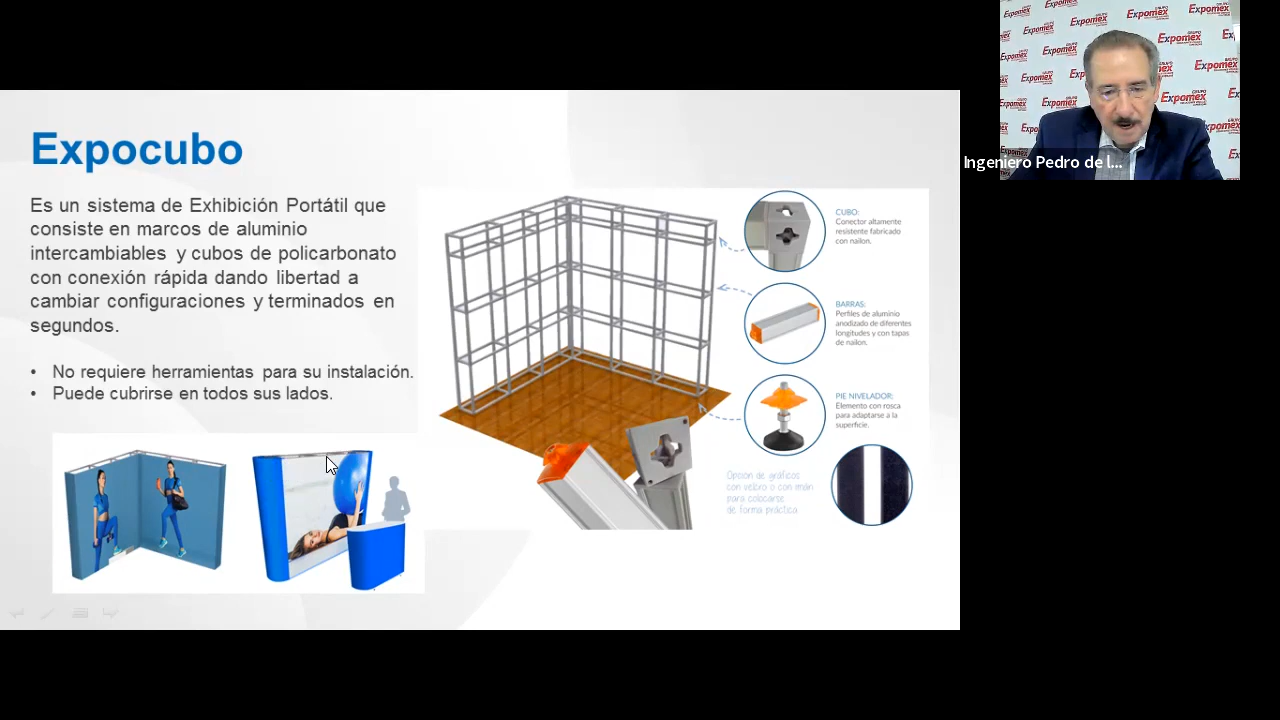 Expocubo
Es un sistema de Exhibición Portátil que
consiste en marcos de aluminio
intercambiables y cubos de policarbonato
con conexión rápida dando libertad a
cambiar configuraciones y terminados en
segundos.
• No requiere herramientas para su instalación.
• Puede cubrirse en todos sus lados.
CUBO:
Conector altamente
resistente fabricado
con nailon.
BARRAS:
Perfiles de aluminio
anodizado de diferentes
longitudes y con tapas
de nailon.
PIE NIVELADOR:
Elemento con rosca
para adaptarse a la
superficie.
Opción de gráficos
con velcro o con imán
para colocarse
de forma práctica
GRUPO
Expomex
Ingeniero Pedro de l...